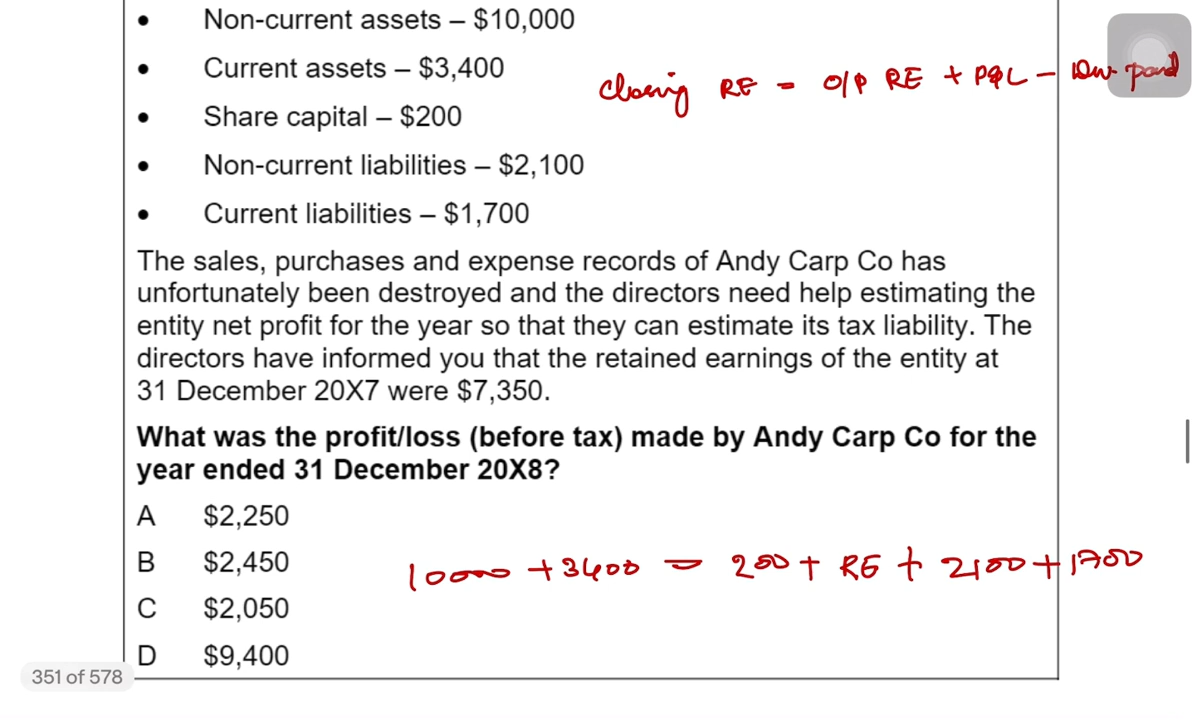 • Non-current assets – $10,000
• Current assets – $3,400
closing RE = O/P RE + P&L – Div. paid
• Share capital – $200
• Non-current liabilities – $2,100
• Current liabilities – $1,700
The sales, purchases and expense records of Andy Carp Co has
unfortunately been destroyed and the directors need help estimating the
entity net profit for the year so that they can estimate its tax liability. The
directors have informed you that the retained earnings of the entity at
31 December 20X7 were $7,350.
What was the profit/loss (before tax) made by Andy Carp Co for the
year ended 31 December 20X8?
A $2,250
B $2,450
10000 + 3400 = 200 + RE + 2100 + 1700
C $2,050
D $9,400
351 of 578